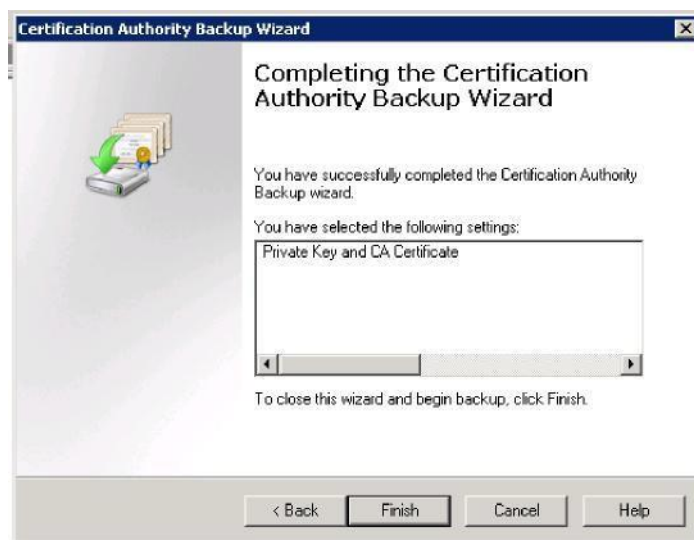 Certification Authority Backup Wizard
Completing the Certification
Authority Backup Wizard
You have successfully completed the Certification Authority
Backup wizard.
You have selected the following settings:
Private Key and CA Certificate
To close this wizard and begin backup, click Finish.
< Back
Finish
Cancel
Help